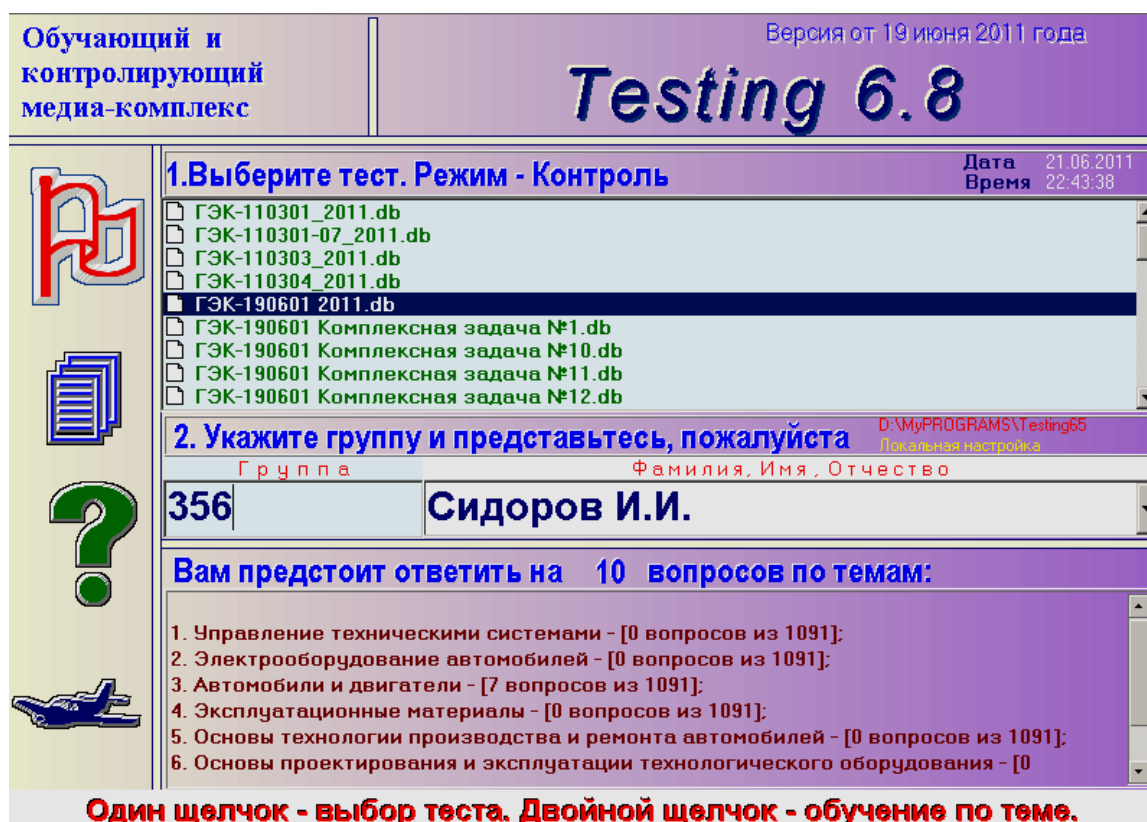 Обучающий и
контролирующий
медиа-комплекс
Версия от 19 июня 2011 года
Testing 6.8
1.Выберите тест. Режим - Контроль
Дата 21.06.2011
Время 22:43:38
ГЭК-110301_2011.db
ГЭК-110301-07_2011.db
ГЭК-110303_2011.db
ГЭК-110304_2011.db
ГЭК-190601 2011.db
ГЭК-190601 Комплексная задача №1.db
ГЭК-190601 Комплексная задача №10.db
ГЭК-190601 Комплексная задача №11.db
ГЭК-190601 Комплексная задача №12.db
2. Укажите группу и представьтесь, пожалуйста
D:\MyPROGRAMS\Testing65
Локальная настройка
Группа Фамилия, Имя, Отчество
356 Сидоров И.И.
Вам предстоит ответить на 10 вопросов по темам:
1. Управление техническими системами - [0 вопросов из 1091];
2. Электрооборудование автомобилей - [0 вопросов из 1091];
3. Автомобили и двигатели - [7 вопросов из 1091];
4. Эксплуатационные материалы - [0 вопросов из 1091];
5. Основы технологии производства и ремонта автомобилей - [0 вопросов из 1091];
6. Основы проектирования и эксплуатации технологического оборудования - [0
Один щелчок - выбор теста. Двойной щелчок - обучение по теме.